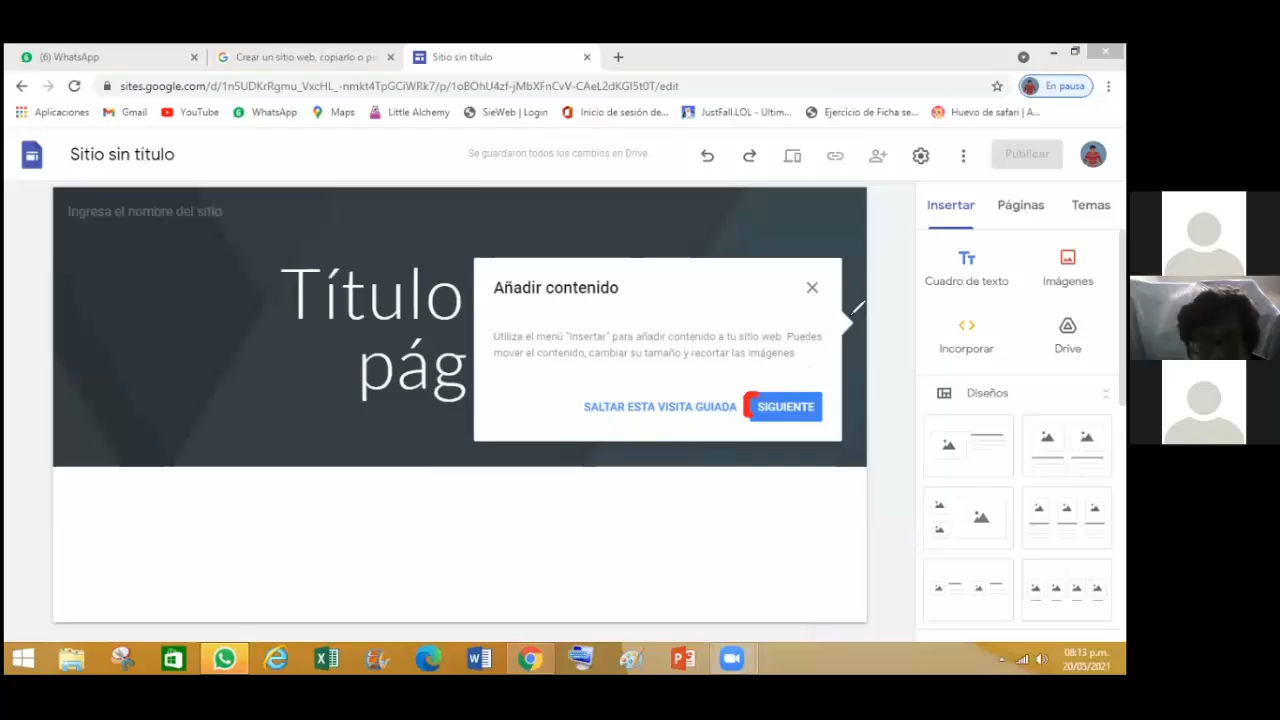 (6) WhatsApp
Crear un sitio web, copiarlo o p
Sitio sin título
sites.google.com/d/1n5UDKrRgmu_VxcHL_-nmkt4TpGCiWRk7/p/1oBOhU4zf-jMbXFnCvV-CAeL2dKGI5t0T/edit
En pausa
Aplicaciones
Gmail
YouTube
WhatsApp
Maps
Little Alchemy
SieWeb | Login
Inicio de sesión de...
JustFall.LOL - Ultim...
Ejercicio de Ficha se...
Huevo de safari | A...
Sitio sin título
Se guardaron todos los cambios en Drive
Publicar
Ingresa el nombre del sitio
Título
pág
Añadir contenido
Utiliza el menú "Insertar" para añadir contenido a tu sitio web. Puedes
mover el contenido, cambiar su tamaño y recortar las imágenes
SALTAR ESTA VISITA GUIADA
SIGUIENTE
Insertar
Páginas
Temas
Cuadro de texto
Imágenes
Incorporar
Drive
Diseños
08:13 p.m.
20/05/2021